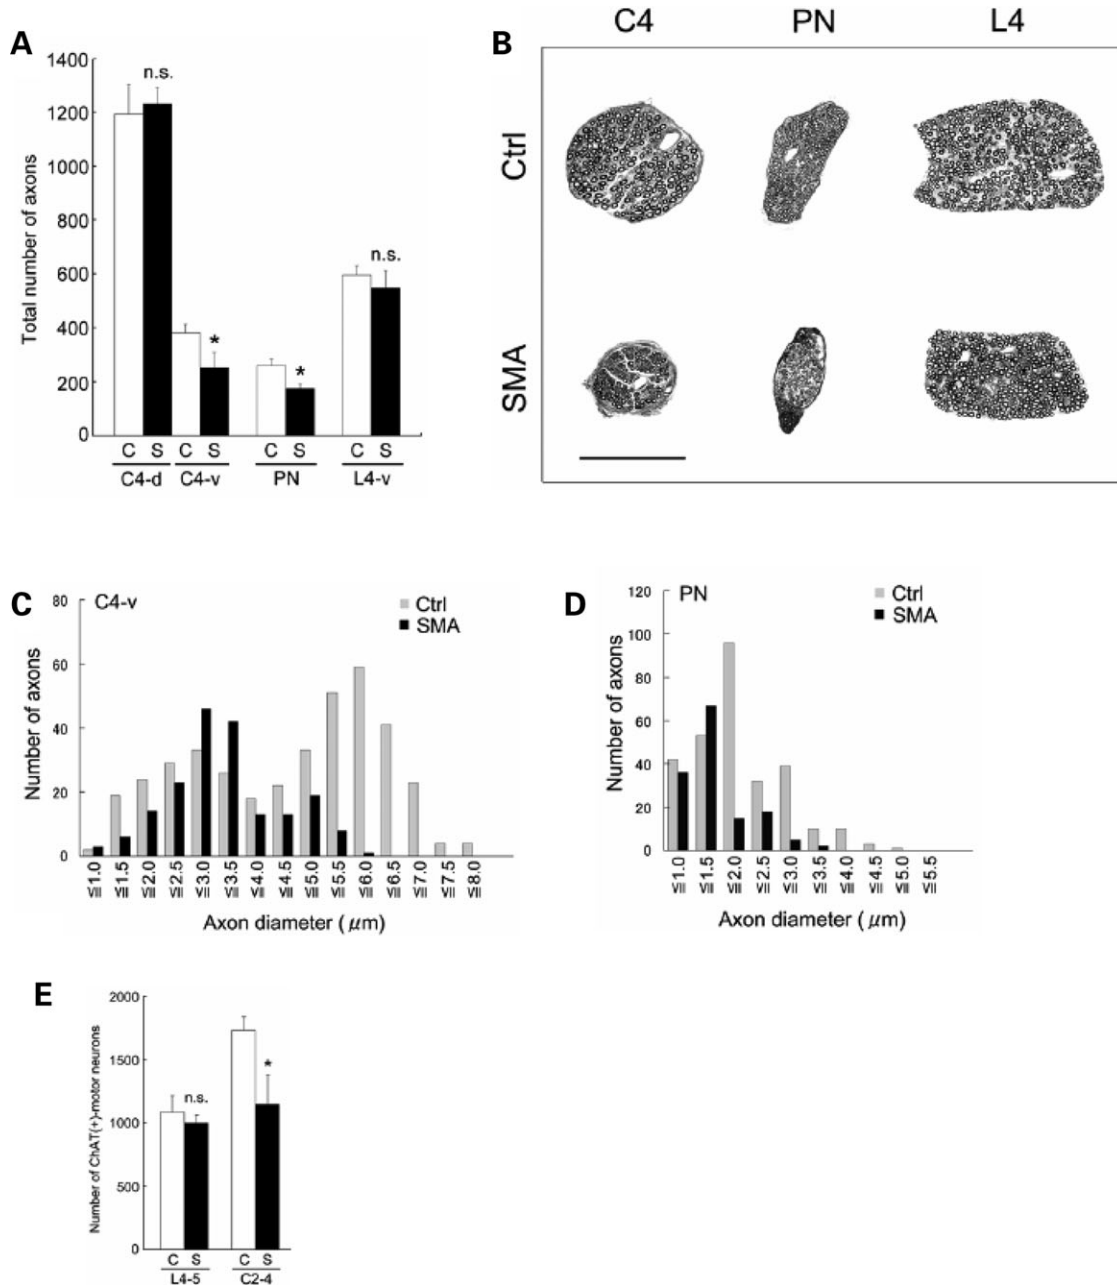 A
Total number of axons
1400
1200
1000
800
600
400
200
0
n.s.
*
*
n.s.
C S C S C S C S
C4-d C4-v PN L4-v
B
C4 PN L4
Ctrl
SMA
C
C4-v
Ctrl
SMA
Number of axons
80
60
40
20
0
≦1.0 ≦1.5 ≦2.0 ≦2.5 ≦3.0 ≦3.5 ≦4.0 ≦4.5 ≦5.0 ≦5.5 ≦6.0 ≦6.5 ≦7.0 ≦7.5 ≦8.0
Axon diameter ( μm)
D
PN
Ctrl
SMA
Number of axons
120
100
80
60
40
20
0
≦1.0 ≦1.5 ≦2.0 ≦2.5 ≦3.0 ≦3.5 ≦4.0 ≦4.5 ≦5.0 ≦5.5
Axon diameter ( μm)
E
Number of ChAT(+)-motor neurons
2000
1500
1000
500
0
n.s.
*
C S C S
L4-5 C2-4